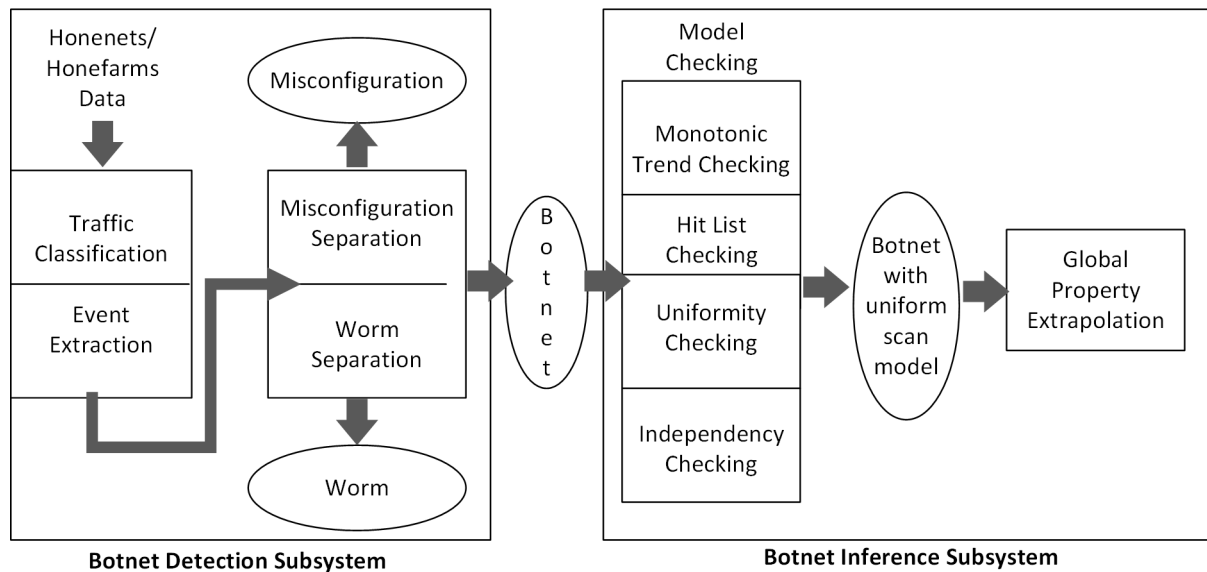 Honenets/
Honefarms
Data
Misconfiguration
Traffic
Classification
Event
Extraction
Misconfiguration
Separation
Worm
Separation
Worm
Botnet Detection Subsystem
B
o
t
n
e
t
Model
Checking
Monotonic
Trend Checking
Hit List
Checking
Uniformity
Checking
Independency
Checking
Botnet
with
uniform
scan
model
Global
Property
Extrapolation
Botnet Inference Subsystem